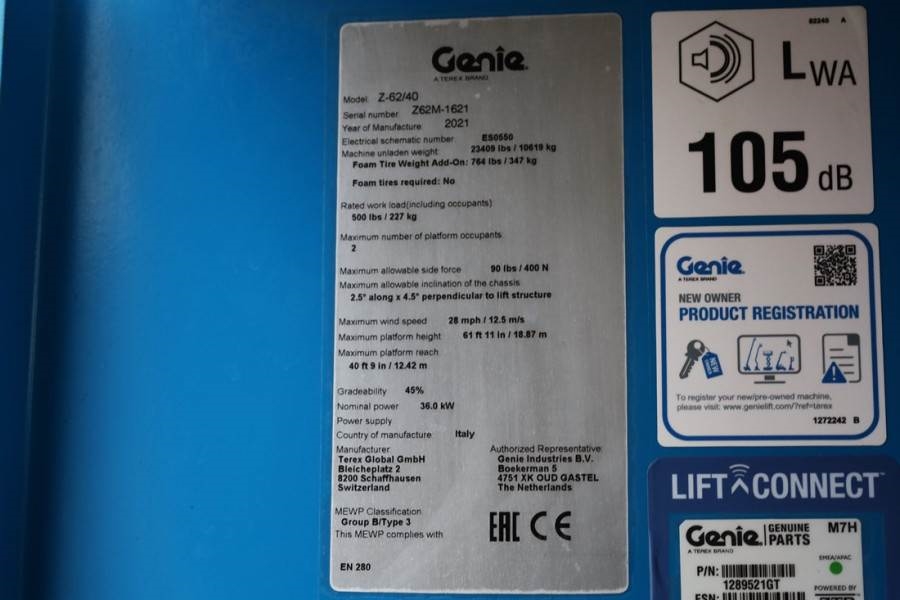 Genie
A TEREX BRAND
Model: Z-62/40
Serial number: Z62M-1621
Year of Manufacture: 2021
Electrical schematic number: ES0550
Machine unladen weight: 23409 lbs / 10619 kg
Foam Tire Weight Add-On: 764 lbs / 347 kg
Foam tires required: No
Rated work load(including occupants)
500 lbs / 227 kg
Maximum number of platform occupants:
2
Maximum allowable side force 90 lbs / 400 N
Maximum allowable inclination of the chassis
2.5° along x 4.5° perpendicular to lift structure
Maximum wind speed 28 mph / 12.5 m/s
Maximum platform height: 61 ft 11 in / 18.87 m
Maximum platform reach
40 ft 9 in / 12.42 m
Gradeability 45%
Nominal power 36.0 kW
Power supply
Country of manufacture Italy
Manufacturer:
Terex Global GmbH
Bleicheplatz 2
8200 Schaffhausen
Switzerland
Authorized Representative:
Genie Industries B.V.
Boekerman 5
4751 XK OUD GASTEL
The Netherlands
MEWP Classification
Group B/Type 3
This MEWP complies with:
EAC CE
EN 280
82248 A
LWA
105 dB
Genie
A TEREX BRAND
NEW OWNER
PRODUCT REGISTRATION
To register your new/pre-owned machine,
please visit: www.genielift.com/?ref=terex
1272242 B
LIFT CONNECT
Genie GENUINE PARTS M7H
A TEREX BRAND
EMEA/APAC
P/N:
1289521GT
POWERED BY
ESN: